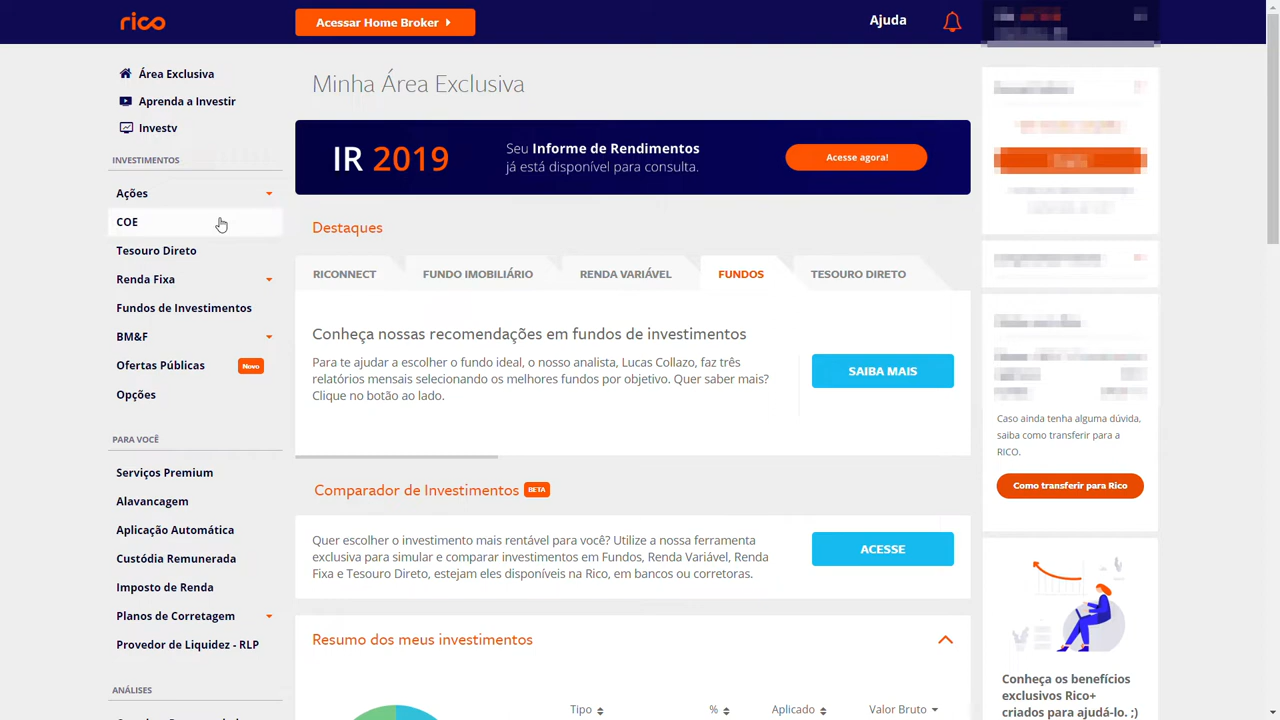 rico
Acessar Home Broker
Ajuda
Área Exclusiva
Aprenda a Investir
Investv
INVESTIMENTOS
Ações
COE
Tesouro Direto
Renda Fixa
Fundos de Investimentos
BM&F
Ofertas Públicas Novo
Opções
PARA VOCÊ
Serviços Premium
Alavancagem
Aplicação Automática
Custódia Remunerada
Imposto de Renda
Planos de Corretagem
Provedor de Liquidez - RLP
ANÁLISES
Minha Área Exclusiva
IR 2019
Seu Informe de Rendimentos
já está disponível para consulta.
Acesse agora!
Destaques
RICONNECT
FUNDO IMOBILIÁRIO
RENDA VARIÁVEL
FUNDOS
TESOURO DIRETO
Conheça nossas recomendações em fundos de investimentos
Para te ajudar a escolher o fundo ideal, o nosso analista, Lucas Collazo, faz três
relatórios mensais selecionando os melhores fundos por objetivo. Quer saber mais?
Clique no botão ao lado.
SAIBA MAIS
Comparador de Investimentos BETA
Quer escolher o investimento mais rentável para você? Utilize a nossa ferramenta
exclusiva para simular e comparar investimentos em Fundos, Renda Variável, Renda
Fixa e Tesouro Direto, estejam eles disponíveis na Rico, em bancos ou corretoras.
ACESSE
Resumo dos meus investimentos
Tipo % Aplicado Valor Bruto
Caso ainda tenha alguma dúvida,
saiba como transferir para a
RICO.
Como transferir para Rico
Conheça os benefícios
exclusivos Rico+
criados para ajudá-lo. ;)